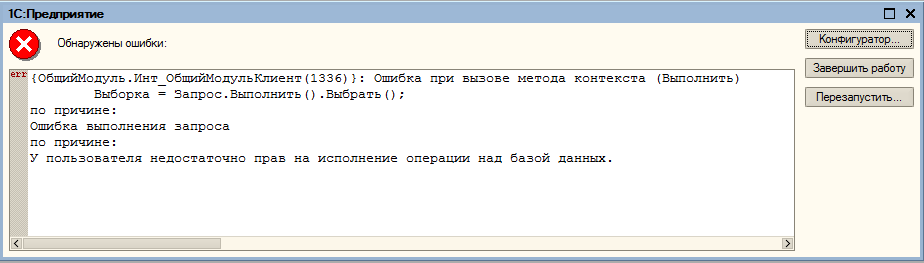 1С:Предприятие
Обнаружены ошибки:
Конфигуратор...
Завершить работу
Перезапустить...
err
{ОбщийМодуль.Инт_ОбщийМодульКлиент(1336)}: Ошибка при вызове метода контекста (Выполнить)
Выборка = Запрос.Выполнить().Выбрать();
по причине:
Ошибка выполнения запроса
по причине:
У пользователя недостаточно прав на исполнение операции над базой данных.